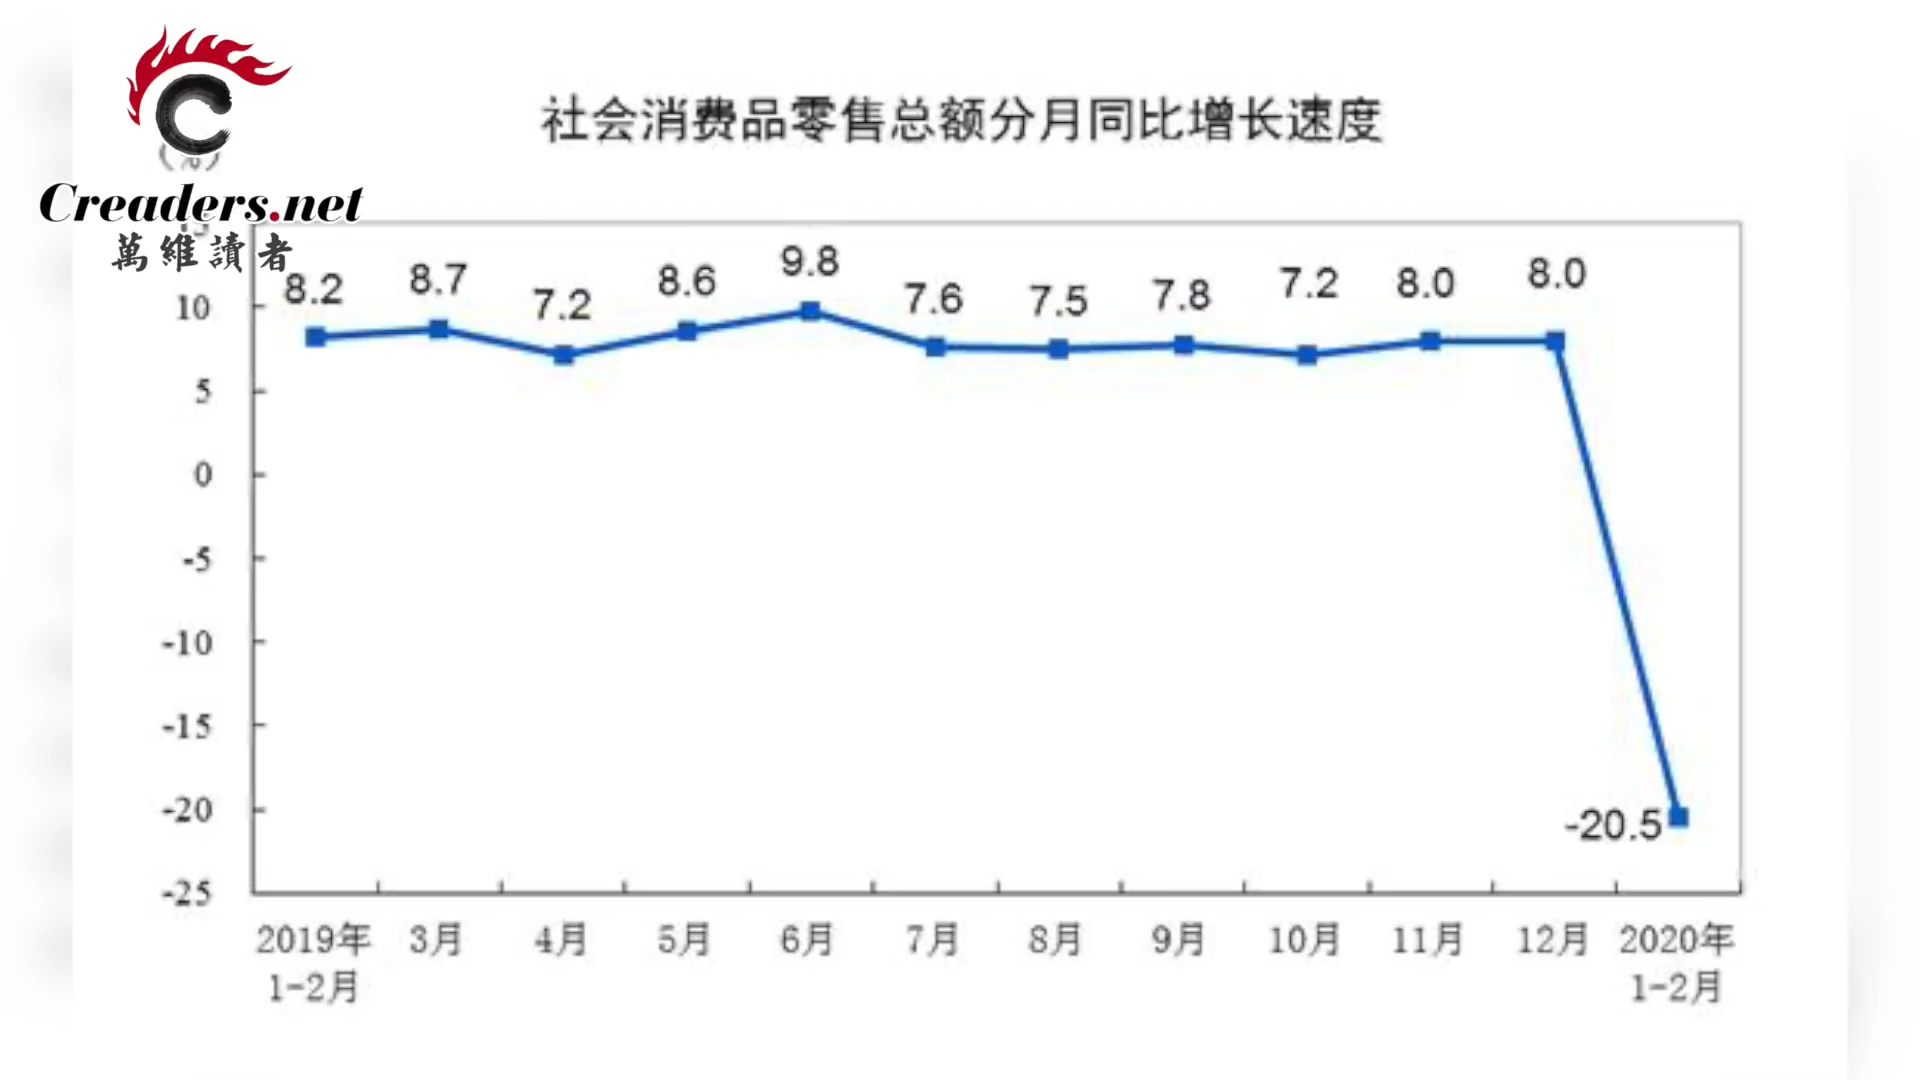 Creaders.net
萬維讀者
社会消费品零售总额分月同比增长速度
(%)
8.2 8.7 7.2 8.6 9.8 7.6 7.5 7.8 7.2 8.0 8.0
10
5
0
-5
-10
-15
-20
-20.5
-25
2019年 3月 4月 5月 6月 7月 8月 9月 10月 11月 12月 2020年
1-2月 1-2月